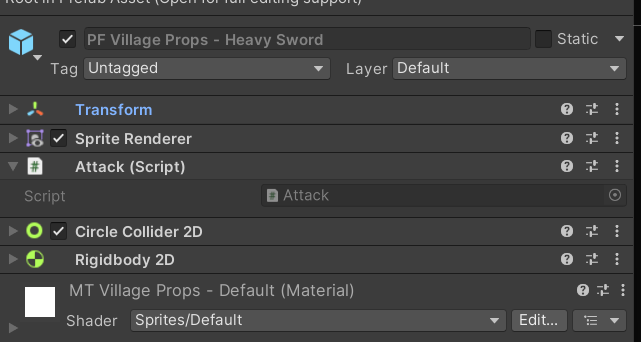 Root in Prefab Asset (Open for full editing support)
PF Village Props - Heavy Sword Static
Tag Untagged Layer Default
Transform
Sprite Renderer
# Attack (Script)
Script # Attack
Circle Collider 2D
Rigidbody 2D
MT Village Props - Default (Material)
Shader Sprites/Default Edit...